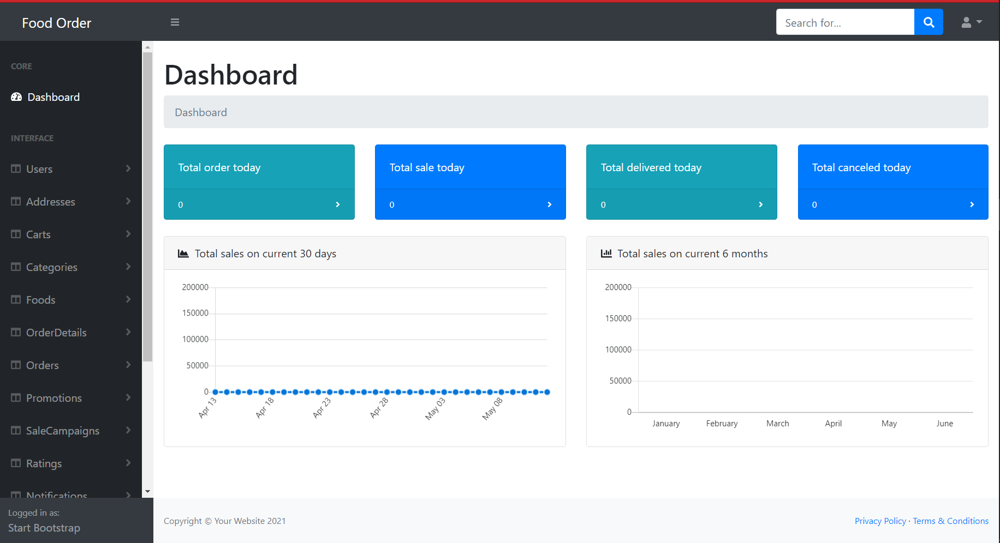 Food Order
Search for...
CORE
Dashboard
INTERFACE
Users
Addresses
Carts
Categories
Foods
OrderDetails
Orders
Promotions
SaleCampaigns
Ratings
Notifications
Logged in as:
Start Bootstrap
Dashboard
Dashboard
Total order today
0
Total sale today
0
Total delivered today
0
Total canceled today
0
Total sales on current 30 days
200000
150000
100000
50000
0
Apr 13 Apr 18 Apr 23 Apr 28 May 03 May 08
Total sales on current 6 months
200000
150000
100000
50000
0
January February March April May June
Copyright © Your Website 2021
Privacy Policy · Terms & Conditions